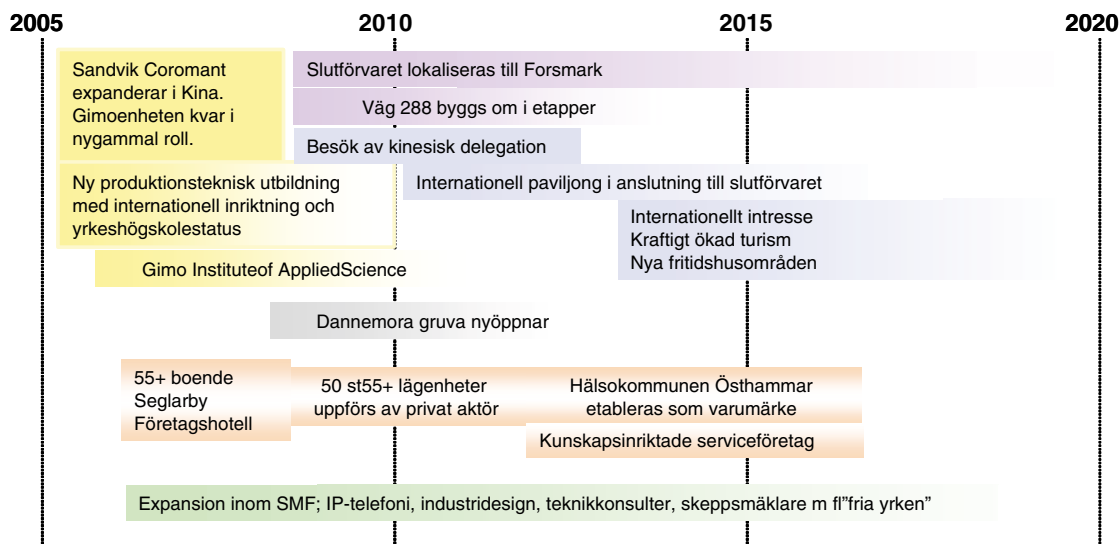 2005
2010
2015
2020
Sandvik Coromant
expanderar i Kina.
Gimoenheten kvar i
nygammal roll.
Slutförvaret lokaliseras till Forsmark
Väg 288 byggs om i etapper
Besök av kinesisk delegation
Ny produktionsteknisk utbildning
med internationell inriktning och
yrkeshögskolestatus
Internationell paviljong i anslutning till slutförvaret
Internationellt intresse
Kraftigt ökad turism
Nya fritidshusområden
Gimo Instituteof AppliedScience
Dannemora gruva nyöppnar
55+ boende
Seglarby
Företagshotell
50 st55+ lägenheter
uppförs av privat aktör
Hälsokommunen Östhammar
etableras som varumärke
Kunskapsinriktade serviceföretag
Expansion inom SMF; IP-telefoni, industridesign, teknikkonsulter, skeppsmäklare m fl"fria yrken”